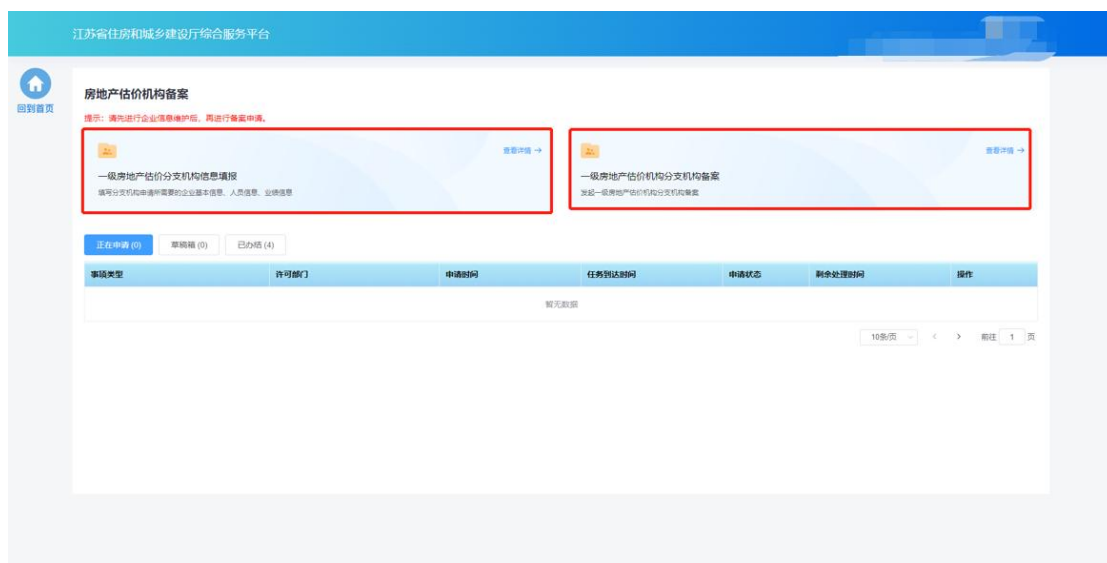 江苏省住房和城乡建设厅综合服务平台
回到首页
房地产估价机构备案
提示：请先进行企业信息维护后，再进行备案申请。
查看详情 →
一级房地产估价分支机构信息填报
填写分支机构申请所需要的企业基本信息、人员信息、业绩信息
查看详情 →
一级房地产估价机构分支机构备案
发起一级房地产估价机构分支机构备案
正在申请 (0) 草稿箱 (0) 已办结 (4)
事项类型 许可部门 申请时间 任务到达时间 申请状态 剩余处理时间 操作
暂无数据
10条/页 < > 前往 1 页